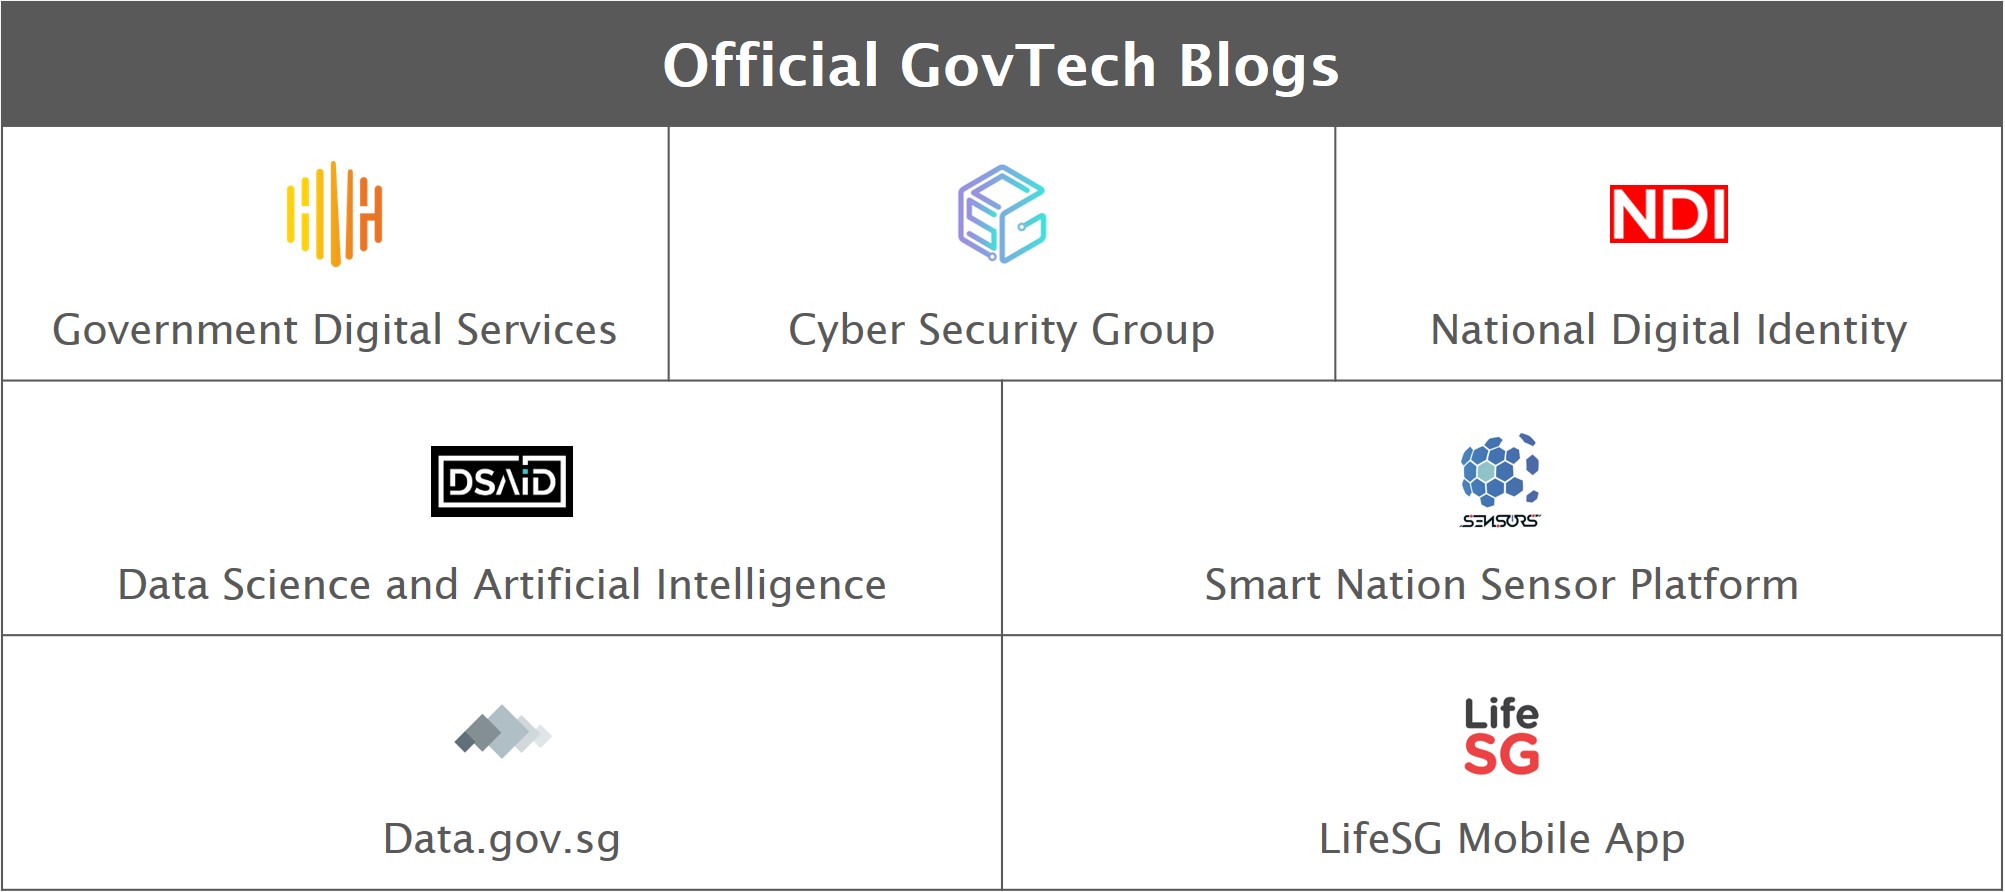 Official GovTech Blogs
CSG
NDI
Government Digital Services
Cyber Security Group
National Digital Identity
DSAiD
SENSORS
Data Science and Artificial Intelligence
Smart Nation Sensor Platform
Life
SG
Data.gov.sg
LifeSG Mobile App